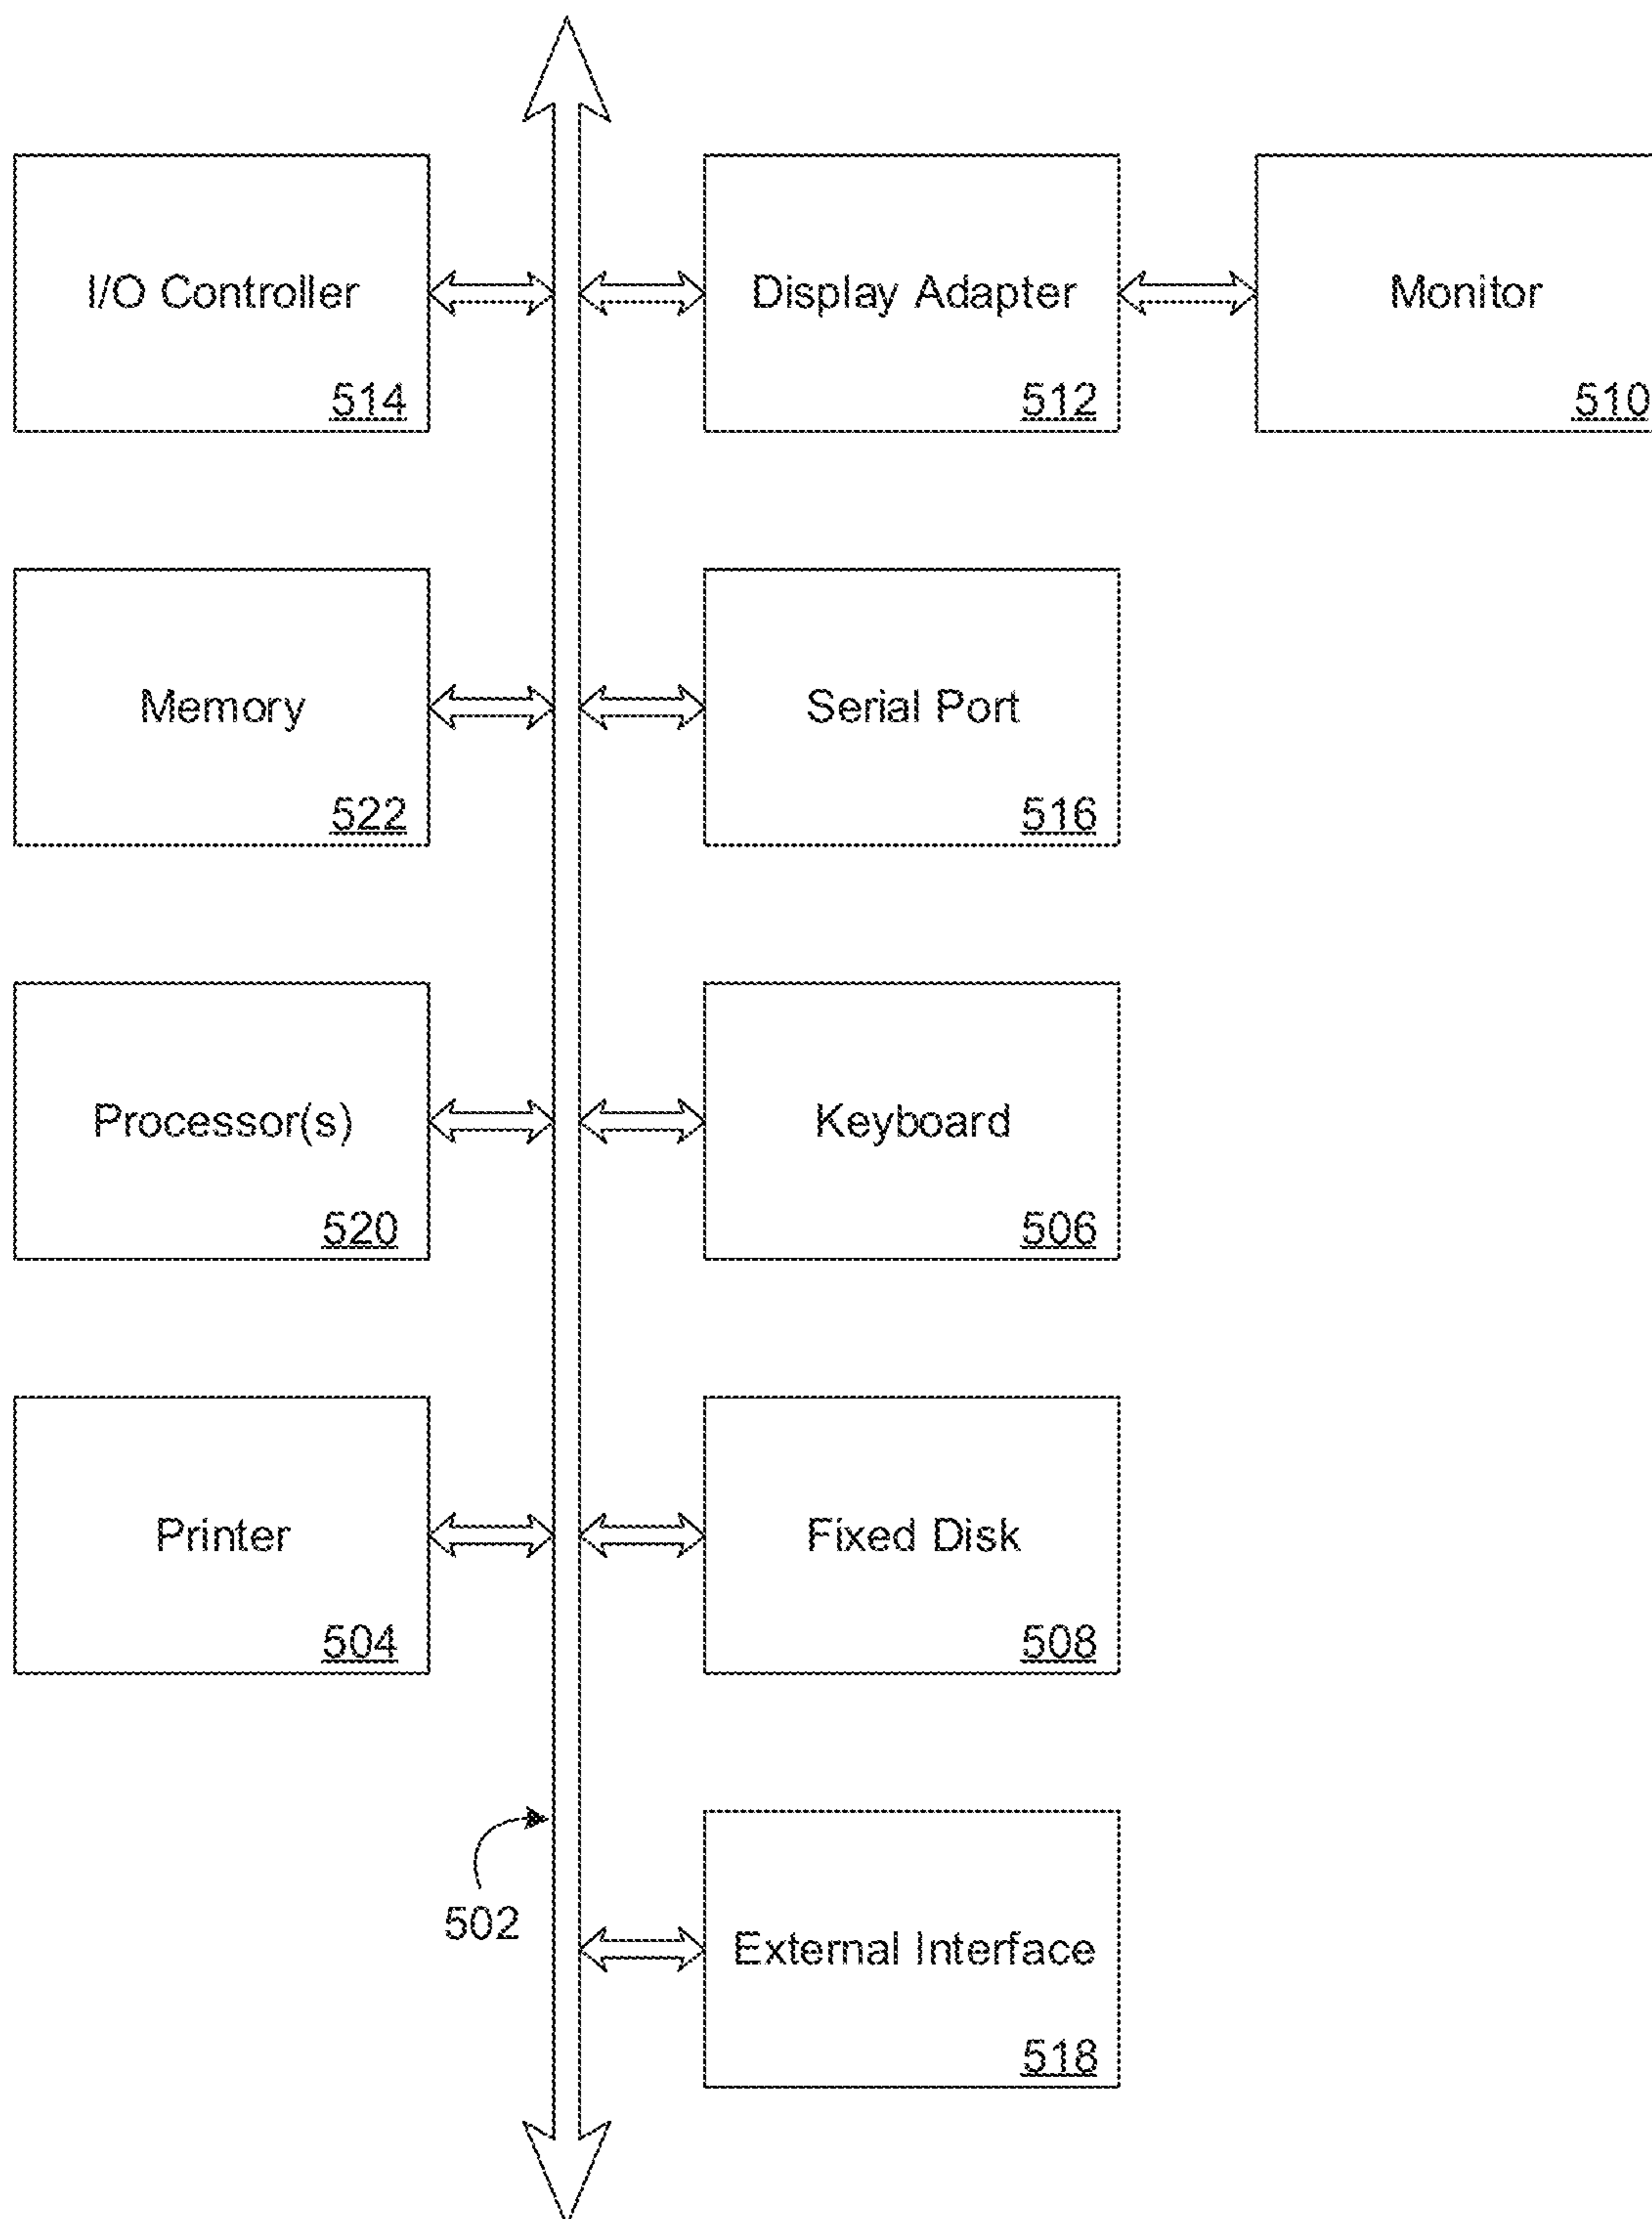 I/O Controller
514
Display Adapter
512
Monitor
510
Memory
522
Serial Port
516
Processor(s)
520
Keyboard
506
Printer
504
Fixed Disk
508
502
External Interface
518